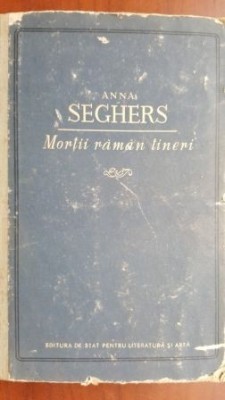 ANNA
SEGHERS
Morții rămân tineri
EDITURA DE STAT PENTRU LITERATURĂ ȘI ARTĂ